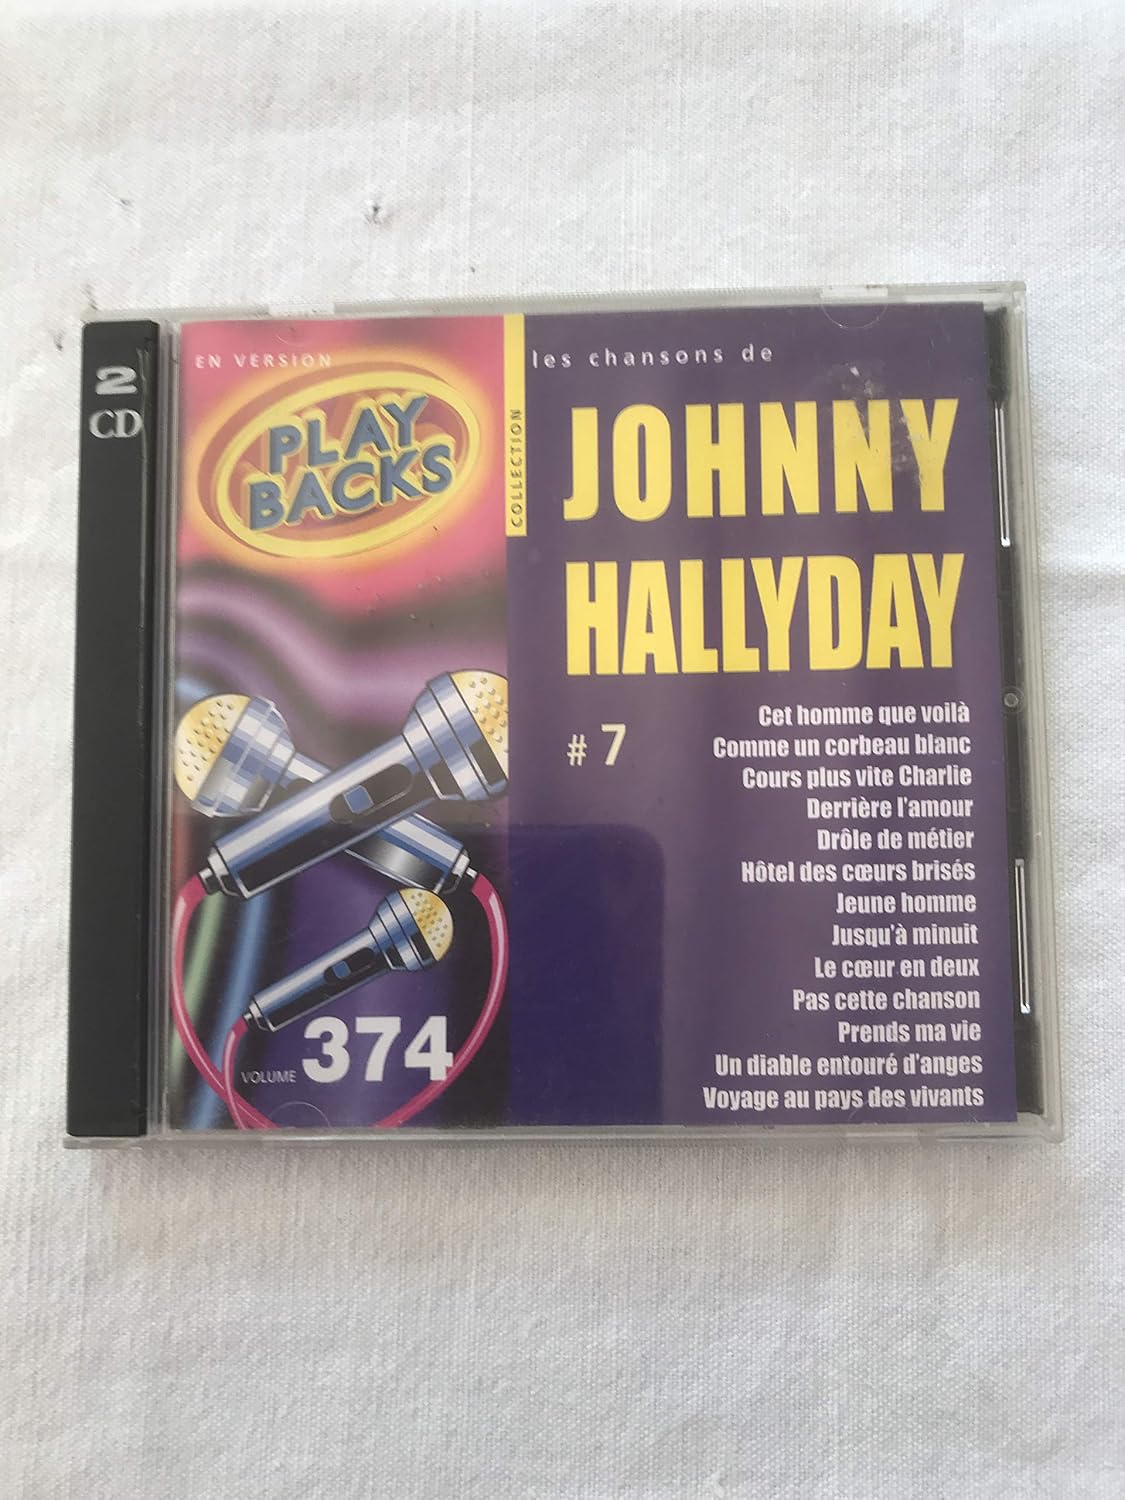 2
CD
EN VERSION
PLAY
BACKS
COLLECTION
les chansons de
JOHNNY
HALLYDAY
# 7
Cet homme que voilà
Comme un corbeau blanc
Cours plus vite Charlie
Derrière l'amour
Drôle de métier
Hôtel des cœurs brisés
Jeune homme
Jusqu'à minuit
Le cœur en deux
Pas cette chanson
Prends ma vie
Un diable entouré d'anges
Voyage au pays des vivants
VOLUME 374